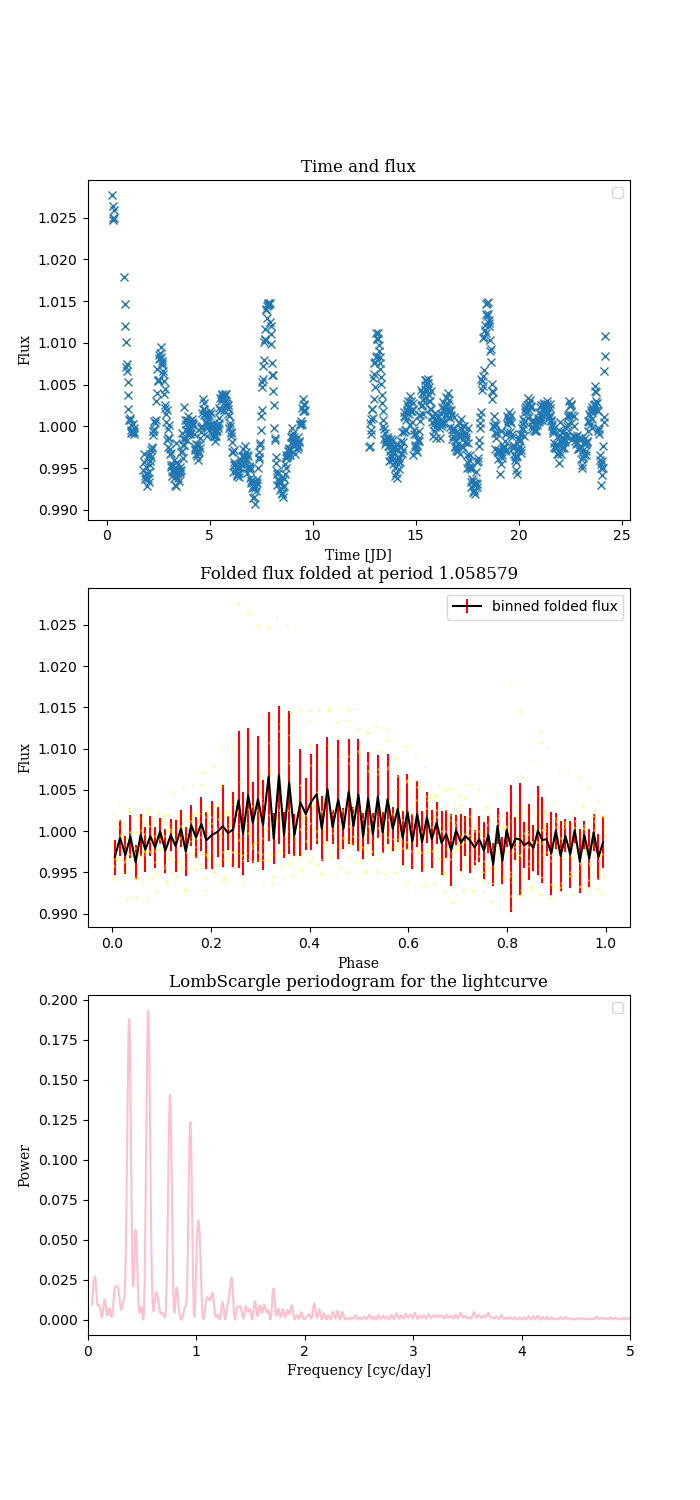 Time and flux
Flux
1.025
1.020
1.015
1.010
1.005
1.000
0.995
0.990
0 5 10 15 20 25
Time [JD]
Folded flux folded at period 1.058579
binned folded flux
Flux
1.025
1.020
1.015
1.010
1.005
1.000
0.995
0.990
0.0 0.2 0.4 0.6 0.8 1.0
Phase
LombScargle periodogram for the lightcurve
Power
0.200
0.175
0.150
0.125
0.100
0.075
0.050
0.025
0.000
0 1 2 3 4 5
Frequency [cyc/day]